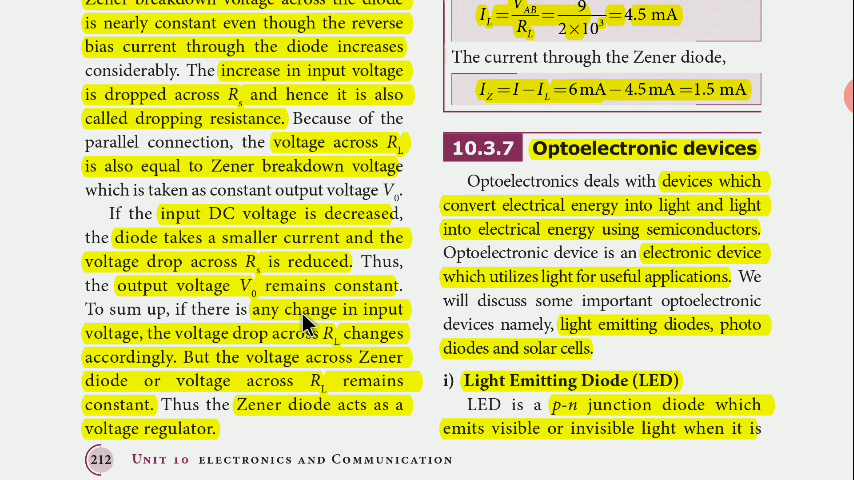 Zener breakdown voltage across the diode
is nearly constant even though the reverse
bias current through the diode increases
considerably. The increase in input voltage
is dropped across Rs and hence it is also
called dropping resistance. Because of the
parallel connection, the voltage across RL
is also equal to Zener breakdown voltage
which is taken as constant output voltage V0.
If the input DC voltage is decreased,
the diode takes a smaller current and the
voltage drop across Rs is reduced. Thus,
the output voltage V0 remains constant.
To sum up, if there is any change in input
voltage, the voltage drop across RL changes
accordingly. But the voltage across Zener
diode or voltage across RL remains
constant. Thus the Zener diode acts as a
voltage regulator.
IL = VAB/RL = 9/2×10³ = 4.5 mA
The current through the Zener diode,
IZ = I − IL = 6 mA − 4.5 mA = 1.5 mA
10.3.7 Optoelectronic devices
Optoelectronics deals with devices which
convert electrical energy into light and light
into electrical energy using semiconductors.
Optoelectronic device is an electronic device
which utilizes light for useful applications. We
will discuss some important optoelectronic
devices namely, light emitting diodes, photo
diodes and solar cells.
i) Light Emitting Diode (LED)
LED is a p-n junction diode which
emits visible or invisible light when it is
212 UNIT 10 ELECTRONICS AND COMMUNICATION